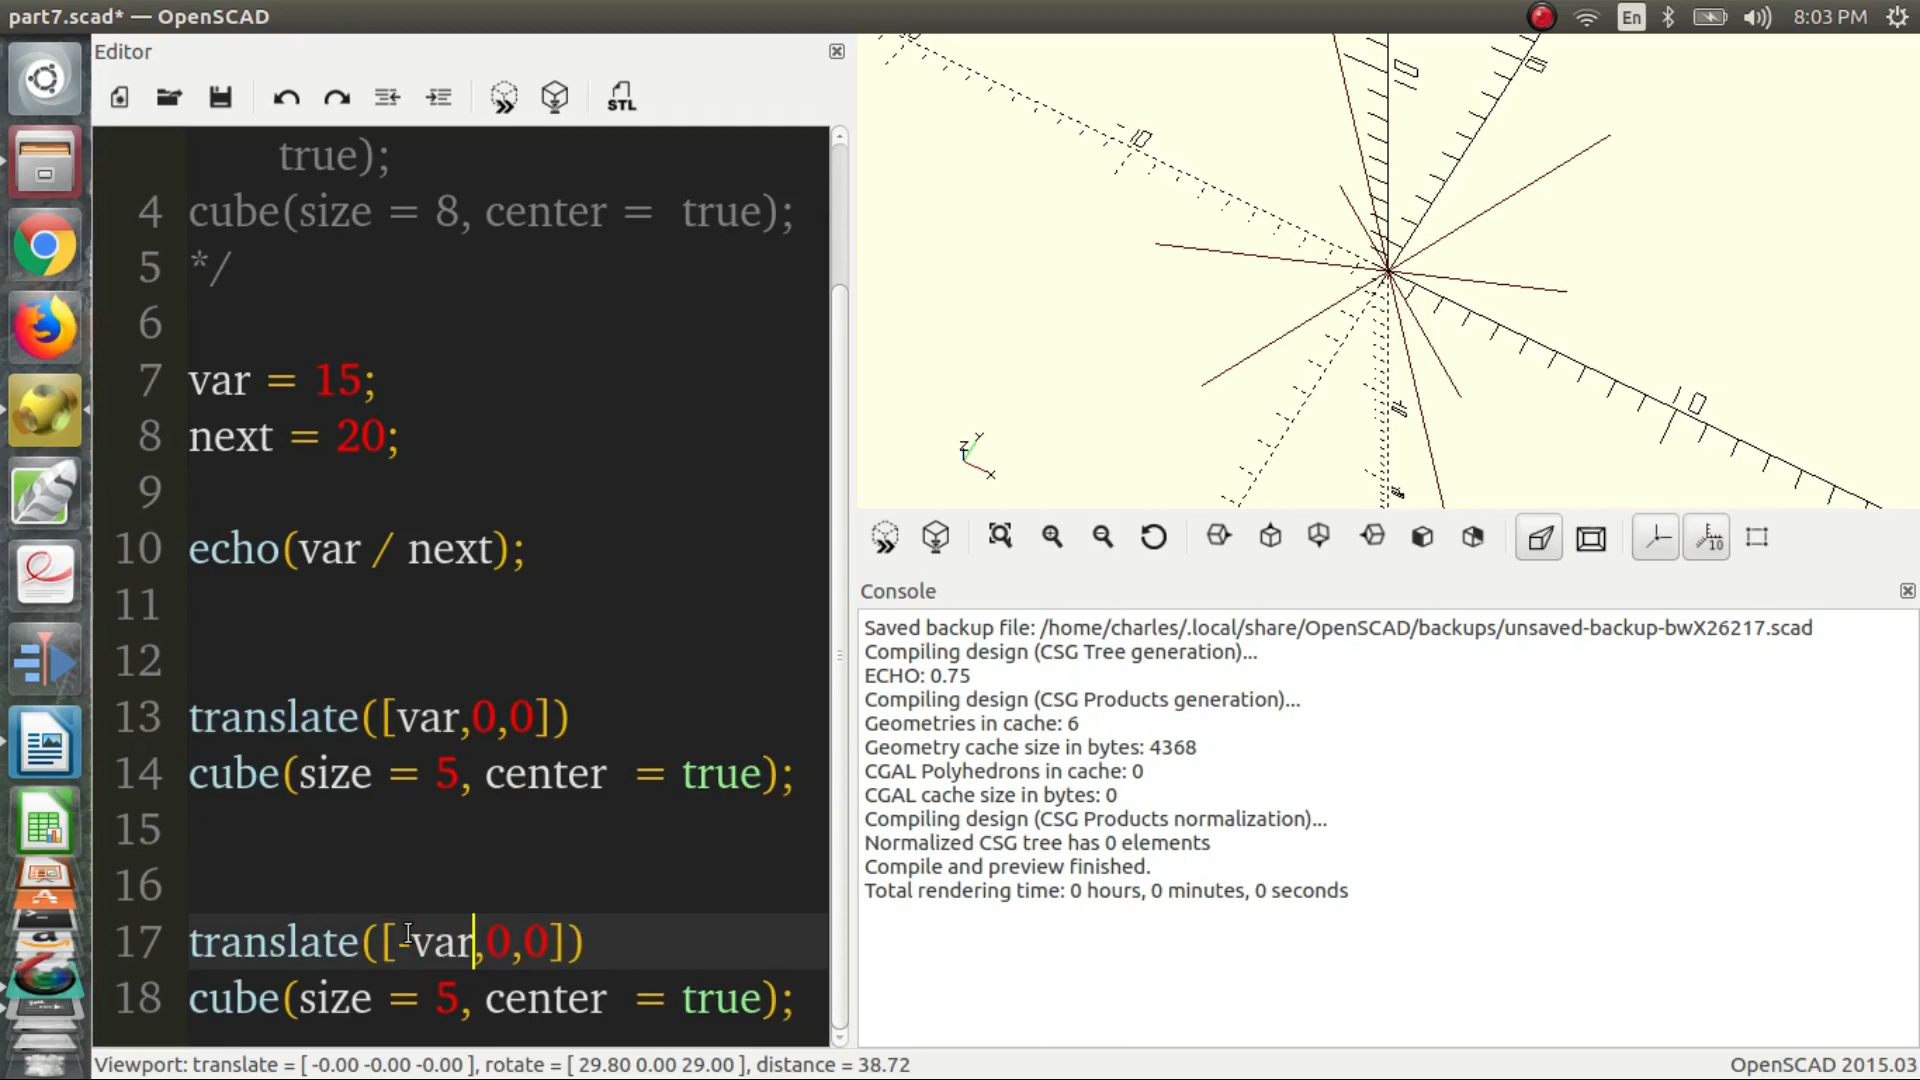 part7.scad* — OpenSCAD
En
8:03 PM
Editor
STL
true);
4 cube(size = 8, center =  true);
5 */
6
7 var = 15;
8 next = 20;
9
10 echo(var / next);
11
12
13 translate([var,0,0])
14 cube(size = 5, center  = true);
15
16
17 translate([-var,0,0])
18 cube(size = 5, center  = true);
Z
Y
X
10
Console
Saved backup file: /home/charles/.local/share/OpenSCAD/backups/unsaved-backup-bwX26217.scad
Compiling design (CSG Tree generation)...
ECHO: 0.75
Compiling design (CSG Products generation)...
Geometries in cache: 6
Geometry cache size in bytes: 4368
CGAL Polyhedrons in cache: 0
CGAL cache size in bytes: 0
Compiling design (CSG Products normalization)...
Normalized CSG tree has 0 elements
Compile and preview finished.
Total rendering time: 0 hours, 0 minutes, 0 seconds
Viewport: translate = [ -0.00 -0.00 -0.00 ], rotate = [ 29.80 0.00 29.00 ], distance = 38.72
OpenSCAD 2015.03